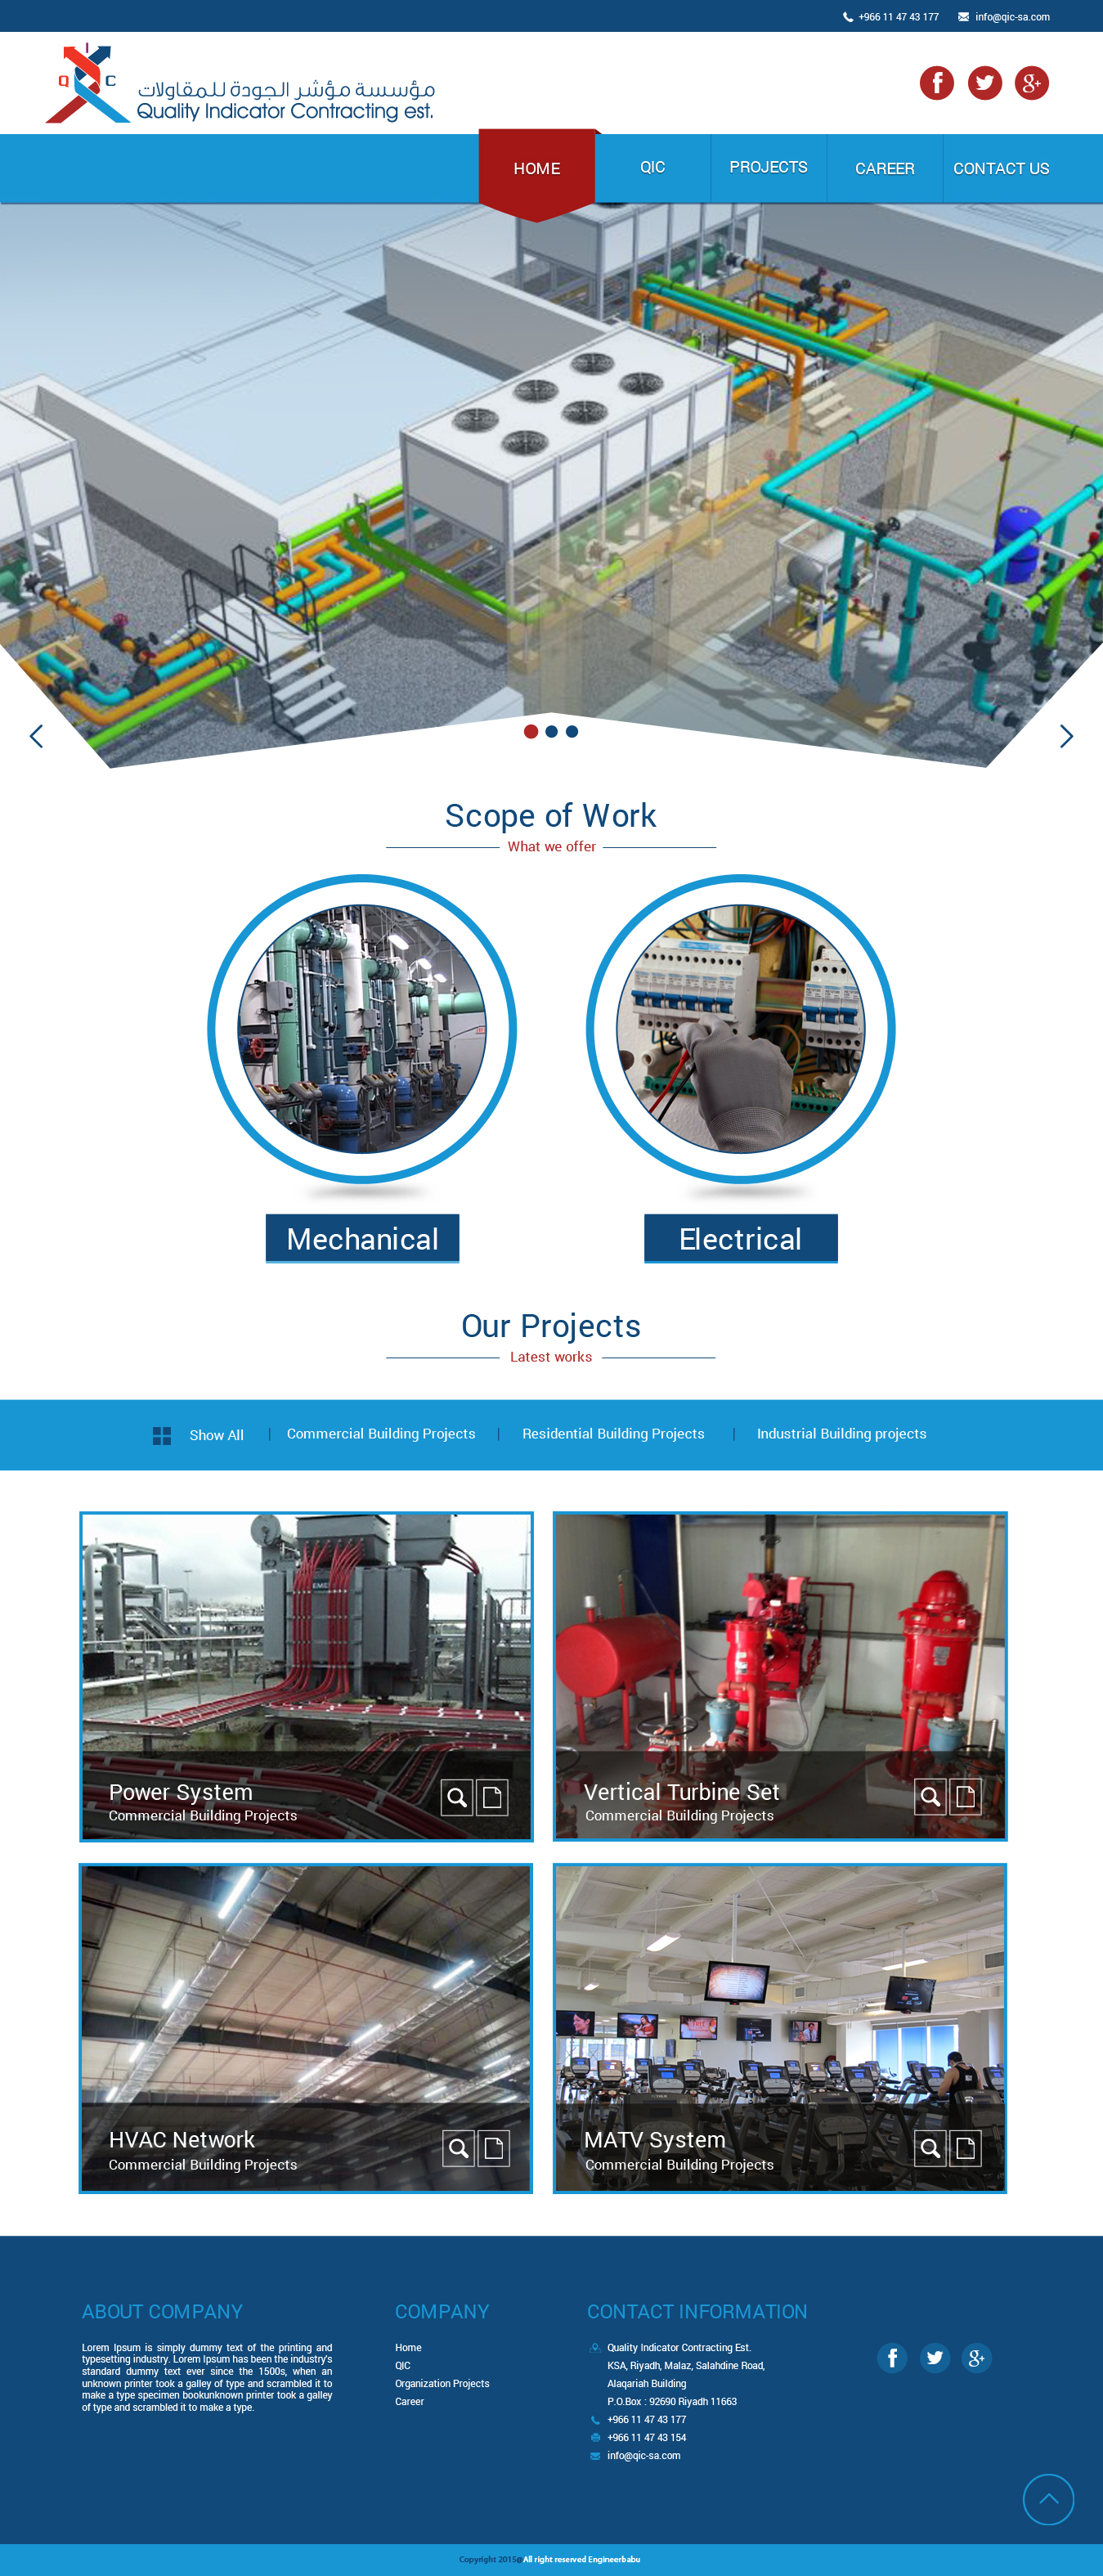 +966 11 47 43 177
info@qic-sa.com
Q I C
مؤسسة مؤشر الجودة للمقاولات
Quality Indicator Contracting est.
HOME
QIC
PROJECTS
CAREER
CONTACT US
Scope of Work
What we offer
Mechanical
Electrical
Our Projects
Latest works
Show All
Commercial Building Projects
Residential Building Projects
Industrial Building projects
Power System
Commercial Building Projects
Vertical Turbine Set
Commercial Building Projects
HVAC Network
Commercial Building Projects
MATV System
Commercial Building Projects
ABOUT COMPANY
Lorem Ipsum is simply dummy text of the printing and
typesetting industry. Lorem Ipsum has been the industry's
standard dummy text ever since the 1500s, when an
unknown printer took a galley of type and scrambled it to
make a type specimen bookunknown printer took a galley
of type and scrambled it to make a type.
COMPANY
Home
QIC
Organization Projects
Career
CONTACT INFORMATION
Quality Indicator Contracting Est.
KSA, Riyadh, Malaz, Salahdine Road,
Alaqariah Building
P.O.Box : 92690 Riyadh 11663
+966 11 47 43 177
+966 11 47 43 154
info@qic-sa.com
Copyright 2015@All right reserved Engineerbabu